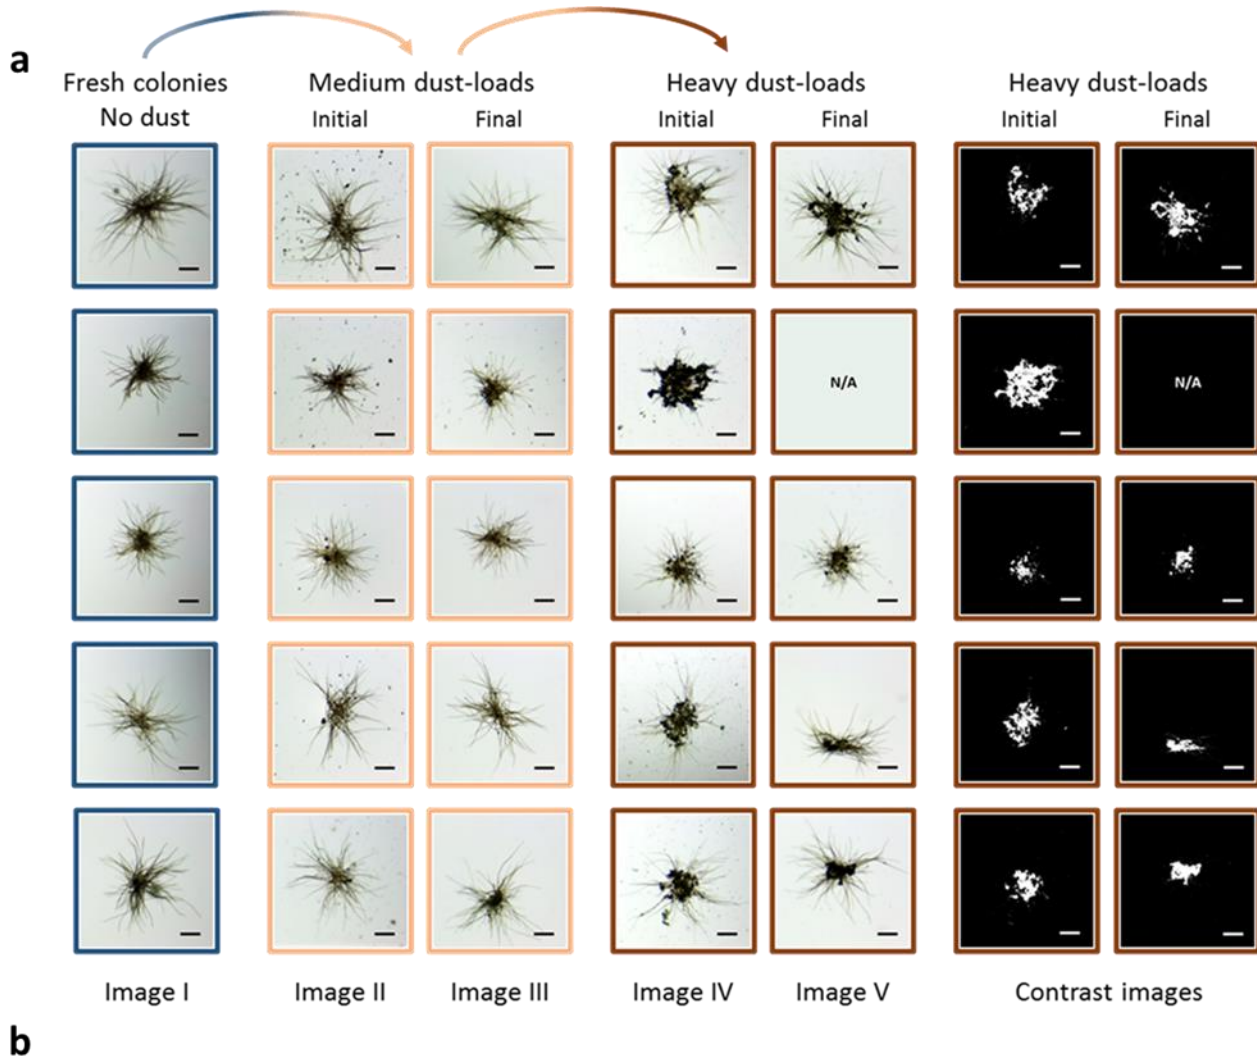 a
Fresh colonies
No dust
Medium dust-loads
Initial
Final
Heavy dust-loads
Initial
Final
Heavy dust-loads
Initial
Final
N/A
N/A
Image I
Image II
Image III
Image IV
Image V
Contrast images
b